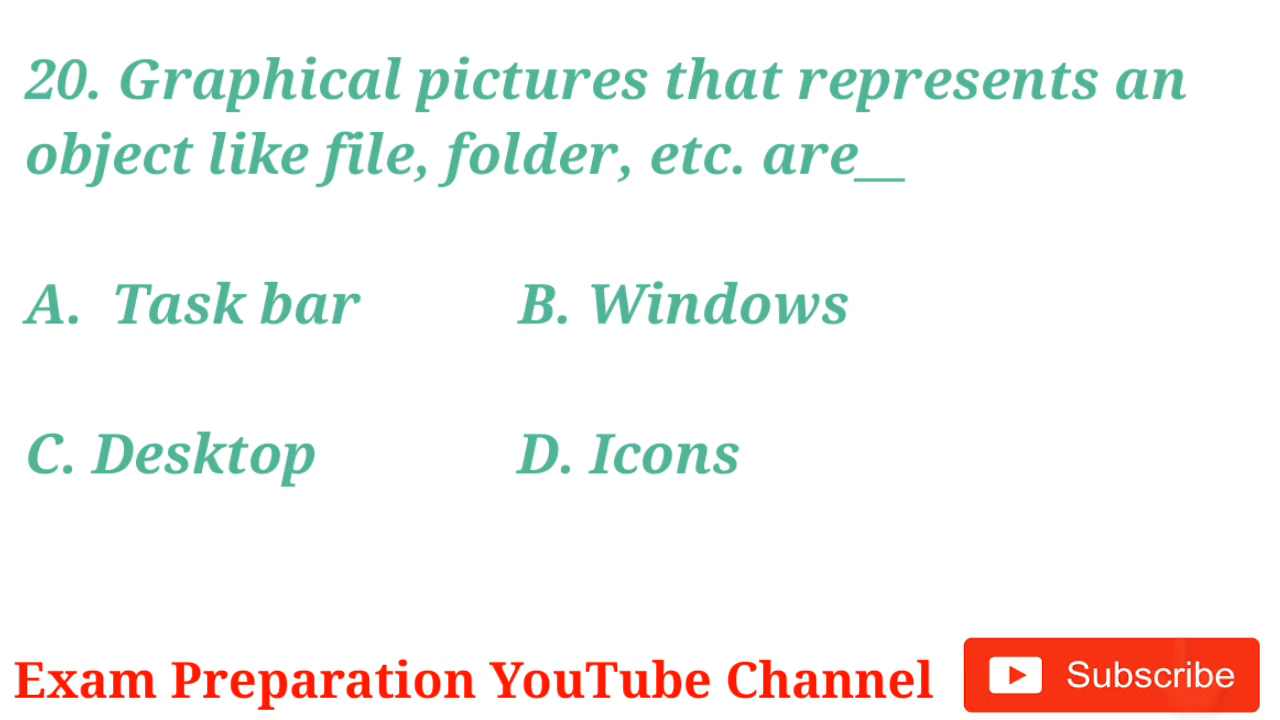 20. Graphical pictures that represents an
object like file, folder, etc. are__
A. Task bar B. Windows
C. Desktop D. Icons
Exam Preparation YouTube Channel Subscribe